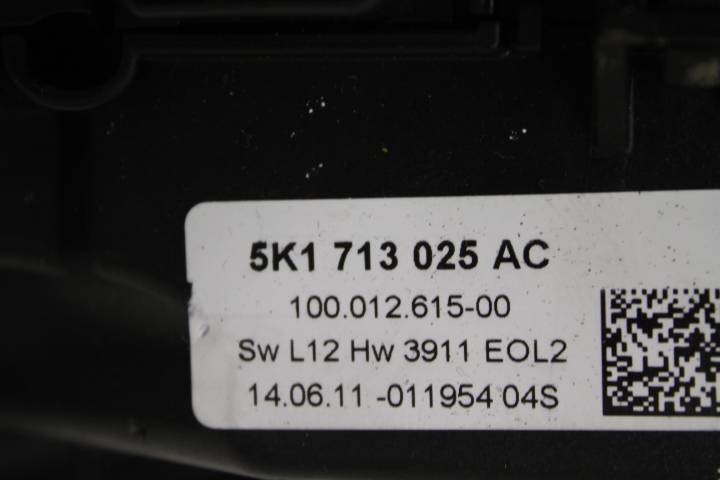 5K1 713 025 AC
100.012.615-00
Sw L12 Hw 3911 EOL2
14.06.11 -011954 04S